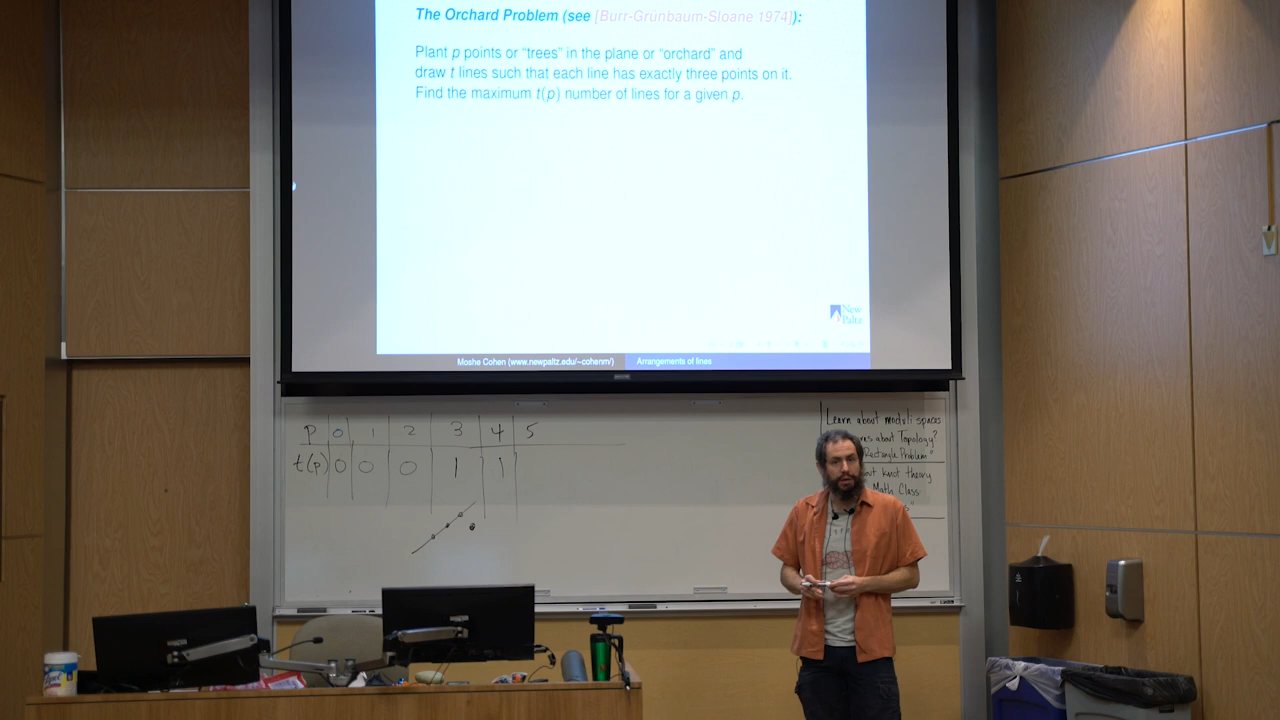 The Orchard Problem (see [Burr-Grünbaum-Sloane 1974]):
Plant p points or “trees” in the plane or “orchard” and
draw t lines such that each line has exactly three points on it.
Find the maximum t(p) number of lines for a given p.
New
Paltz
Moshe Cohen (www.newpaltz.edu/~cohenm/) Arrangements of lines
p 0 1 2 3 4 5
t(p) 0 0 0 1 1
Learn about moduli spaces
about Topology?
Rectangle Problem"
knot theory
Math Class